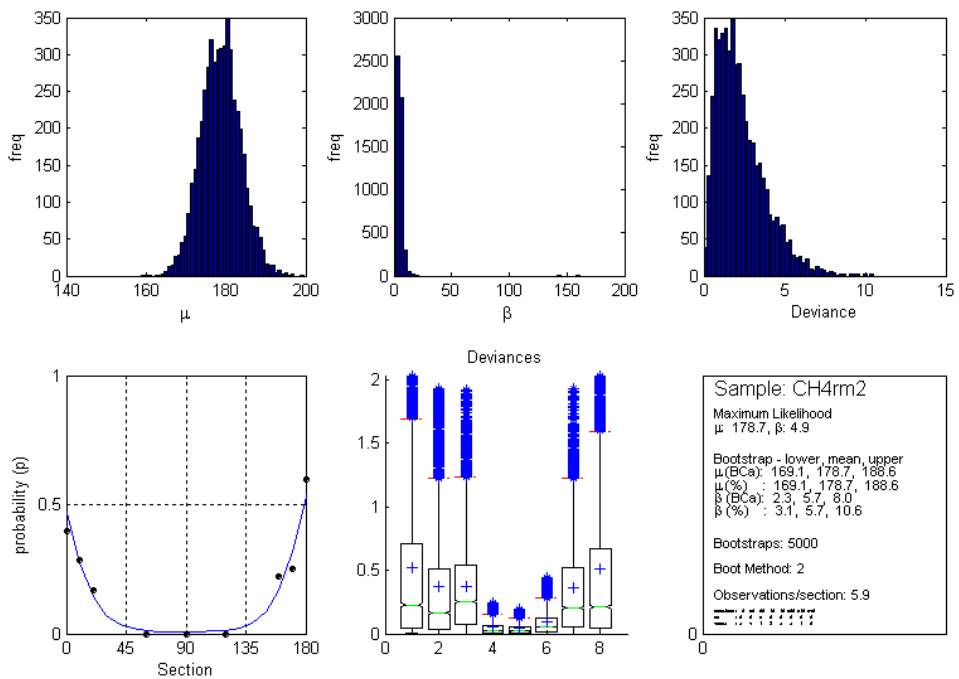 350
300
250
200
150
100
50
0
freq
140
160
180
200
μ
3000
2500
2000
1500
1000
500
0
freq
0
50
100
150
200
β
350
300
250
200
150
100
50
0
freq
0
5
10
15
Deviance
1
0.5
0
probability (p)
0
45
90
135
180
Section
Deviances
2
1.5
1
0.5
0
0
2
4
6
8
Sample: CH4rm2
Maximum Likelihood
μ: 178.7, β: 4.9
Bootstrap - lower, mean, upper
μ(BCa): 169.1, 178.7, 188.6
μ(%) : 169.1, 178.7, 188.6
β (BCa): 2.3, 5.7, 8.0
β (%) : 3.1, 5.7, 10.6
Bootstraps: 5000
Boot Method: 2
Observations/section: 5.9
0